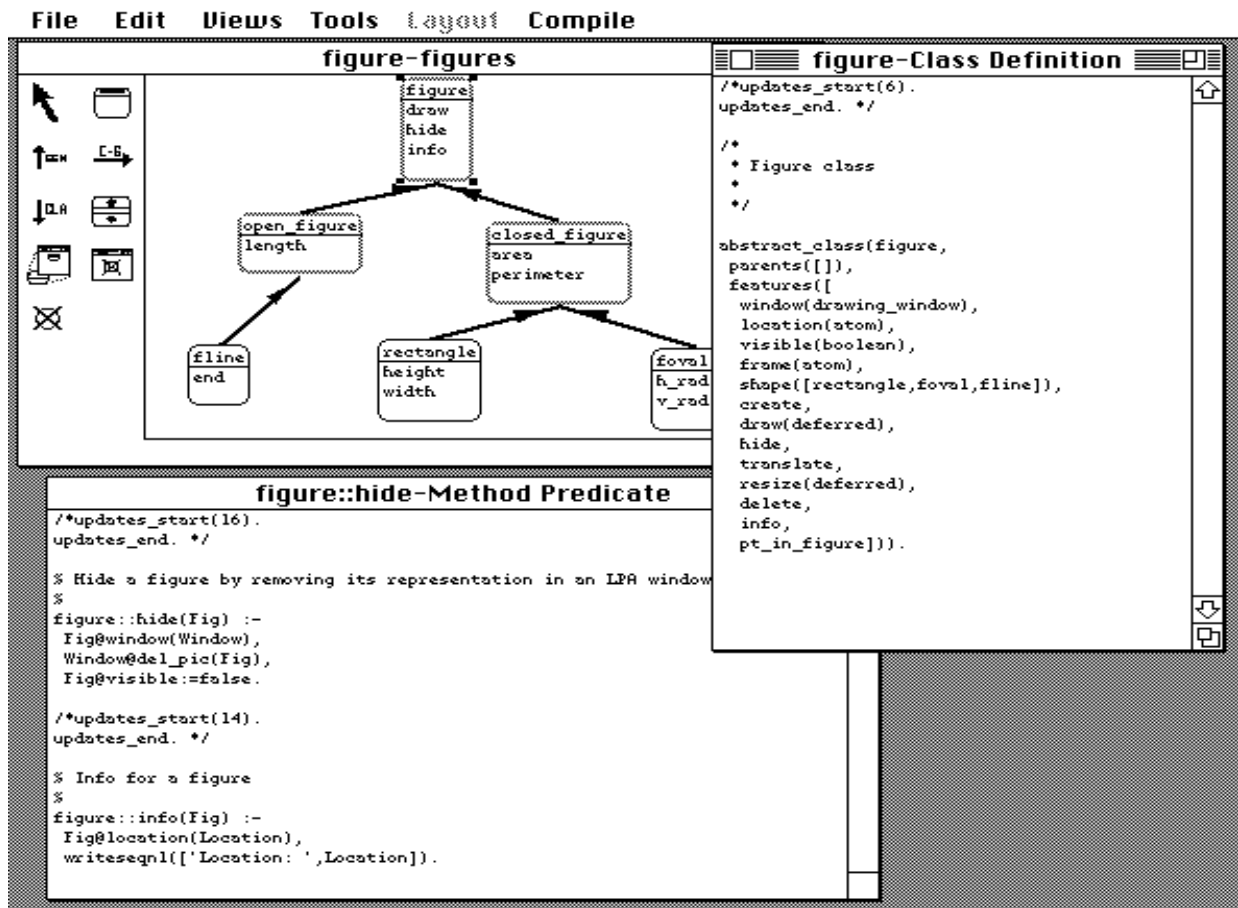 File Edit Views Tools Layout Compile
figure-figures
GEN
C-G
CLA
figure
draw
hide
info
open_figure
length
closed_figure
area
perimeter
fline
end
rectangle
height
width
foval
h_rad
v_rad
figure-Class Definition
/*updates_start(6).
updates_end. */
/*
* Figure class
*
*/
abstract_class(figure,
parents([]),
features([
window(drawing_window),
location(atom),
visible(boolean),
frame(atom),
shape([rectangle,foval,fline]),
create,
draw(deferred),
hide,
translate,
resize(deferred),
delete,
info,
pt_in_figure])).
figure::hide-Method Predicate
/*updates_start(16).
updates_end. */
% Hide a figure by removing its representation in an LPA window
%
figure::hide(Fig) :-
Fig@window(Window),
Window@del_pic(Fig),
Fig@visible:=false.
/*updates_start(14).
updates_end. */
% Info for a figure
%
figure::info(Fig) :-
Fig@location(Location),
writeseqnl(['Location: ',Location]).